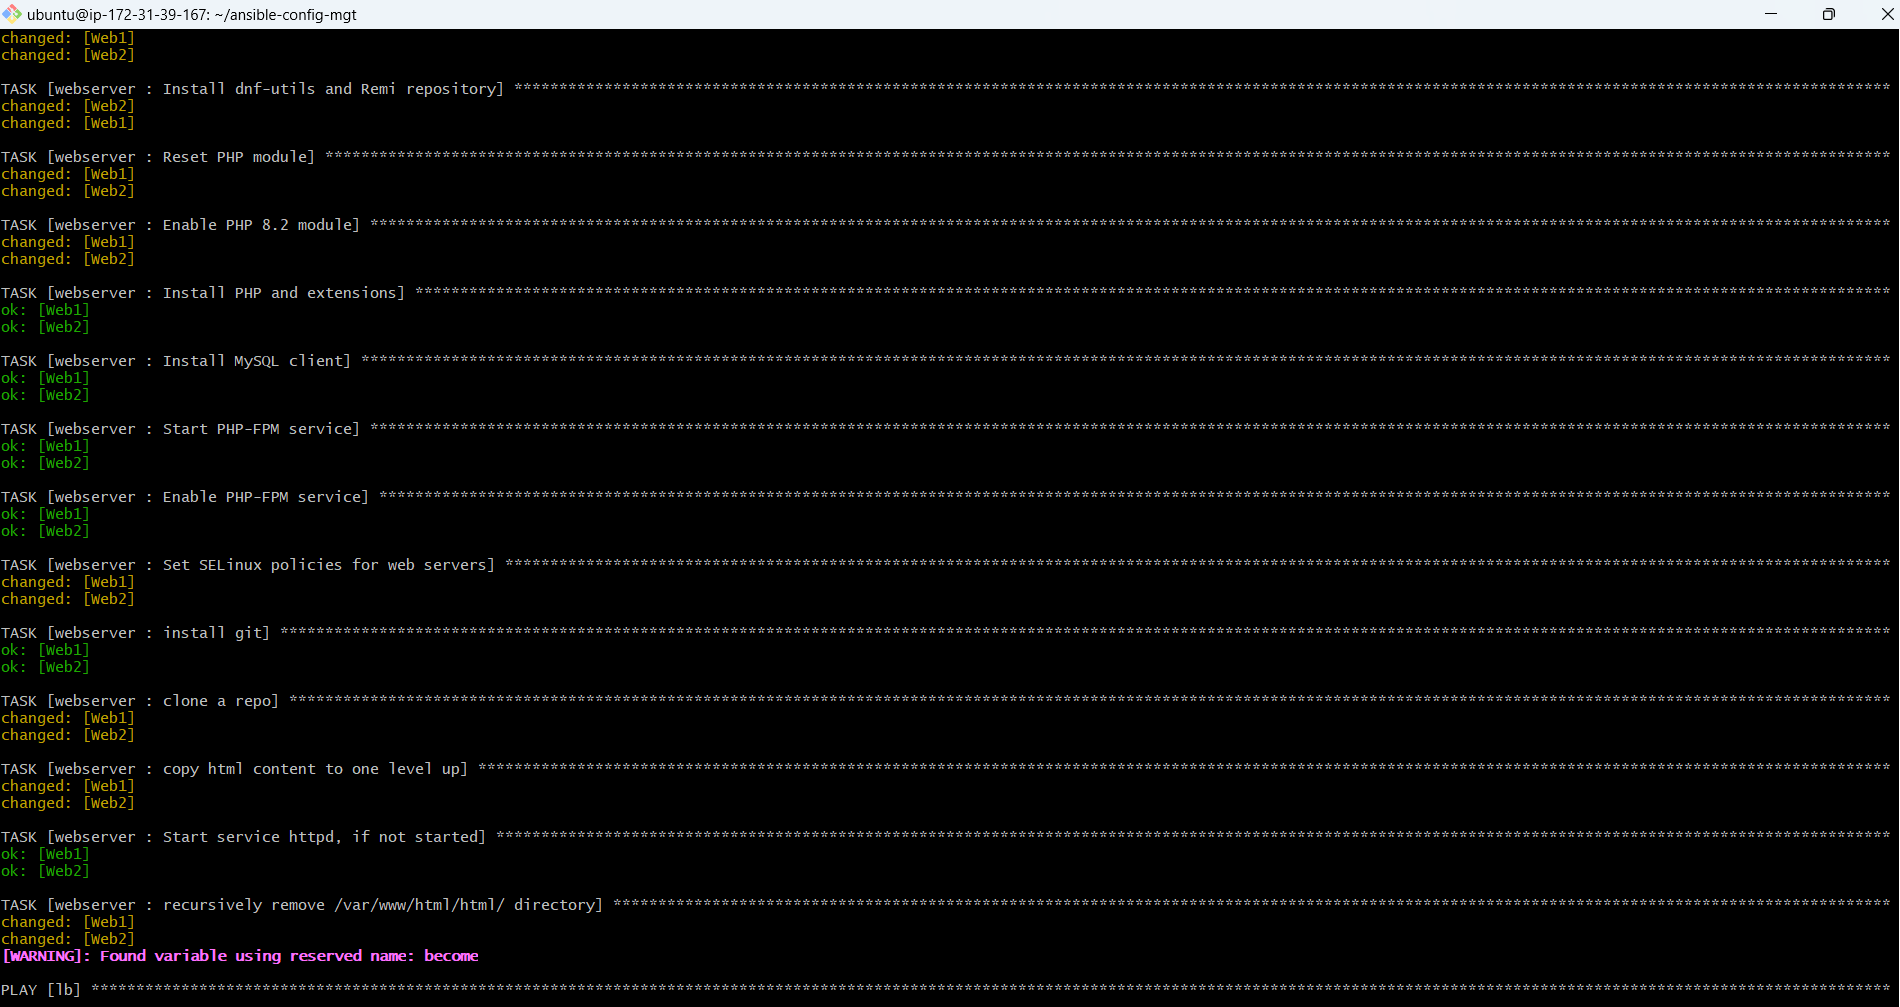 ubuntu@ip-172-31-39-167: ~/ansible-config-mgt
changed: [Web1]
changed: [Web2]
TASK [webserver : Install dnf-utils and Remi repository] *********************************************************************************************************************************************************
changed: [Web2]
changed: [Web1]
TASK [webserver : Reset PHP module] ******************************************************************************************************************************************************************************
changed: [Web1]
changed: [Web2]
TASK [webserver : Enable PHP 8.2 module] *************************************************************************************************************************************************************************
changed: [Web1]
changed: [Web2]
TASK [webserver : Install PHP and extensions] ********************************************************************************************************************************************************************
ok: [Web1]
ok: [Web2]
TASK [webserver : Install MySQL client] **************************************************************************************************************************************************************************
ok: [Web1]
ok: [Web2]
TASK [webserver : Start PHP-FPM service] *************************************************************************************************************************************************************************
ok: [Web1]
ok: [Web2]
TASK [webserver : Enable PHP-FPM service] ************************************************************************************************************************************************************************
ok: [Web1]
ok: [Web2]
TASK [webserver : Set SELinux policies for web servers] **********************************************************************************************************************************************************
changed: [Web1]
changed: [Web2]
TASK [webserver : install git] ***********************************************************************************************************************************************************************************
ok: [Web1]
ok: [Web2]
TASK [webserver : clone a repo] **********************************************************************************************************************************************************************************
changed: [Web1]
changed: [Web2]
TASK [webserver : copy html content to one level up] *************************************************************************************************************************************************************
changed: [Web1]
changed: [Web2]
TASK [webserver : Start service httpd, if not started] ***********************************************************************************************************************************************************
ok: [Web1]
ok: [Web2]
TASK [webserver : recursively remove /var/www/html/html/ directory] **********************************************************************************************************************************************
changed: [Web1]
changed: [Web2]
[WARNING]: Found variable using reserved name: become
PLAY [lb] ********************************************************************************************************************************************************************************************************